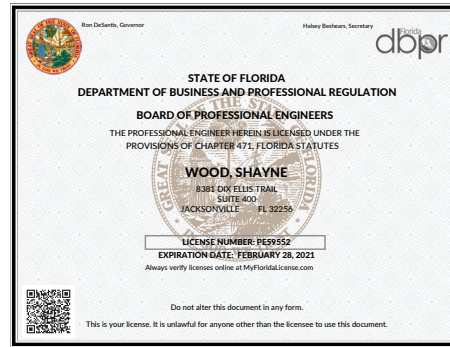 Ron DeSantis, Governor
Halsey Beshears, Secretary
Florida
dbpr
STATE OF FLORIDA
DEPARTMENT OF BUSINESS AND PROFESSIONAL REGULATION
BOARD OF PROFESSIONAL ENGINEERS
THE PROFESSIONAL ENGINEER HEREIN IS LICENSED UNDER THE
PROVISIONS OF CHAPTER 471, FLORIDA STATUTES
WOOD, SHAYNE
8381 DIX ELLIS TRAIL
SUITE 400
JACKSONVILLE FL 32256
LICENSE NUMBER: PE59552
EXPIRATION DATE: FEBRUARY 28, 2021
Always verify licenses online at MyFloridaLicense.com
Do not alter this document in any form.
This is your license. It is unlawful for anyone other than the licensee to use this document.